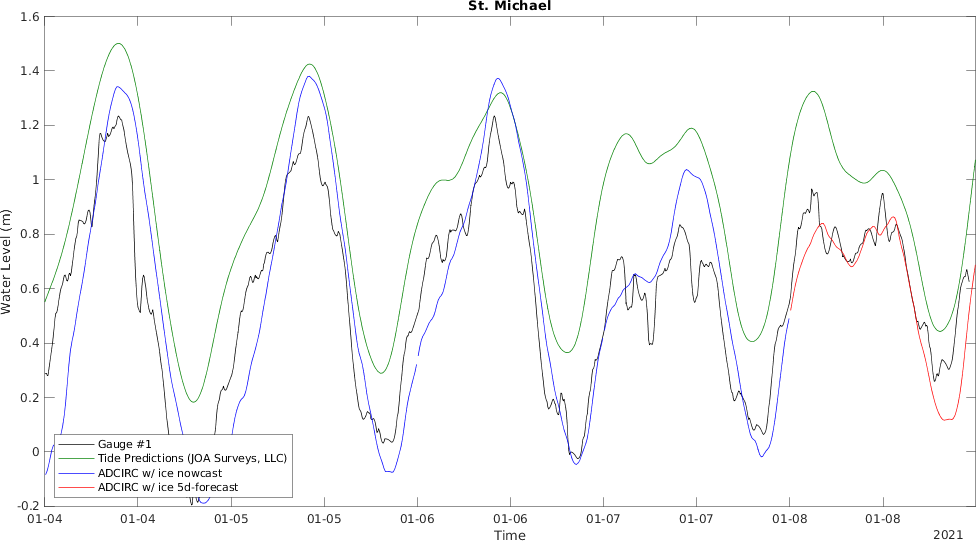 St. Michael
1.6
1.4
1.2
1
0.8
0.6
0.4
0.2
0
-0.2
Water Level (m)
Gauge #1
Tide Predictions (JOA Surveys, LLC)
ADCIRC w/ ice nowcast
ADCIRC w/ ice 5d-forecast
01-04 01-04 01-05 01-05 01-06 01-06 01-07 01-07 01-08 01-08
Time
2021